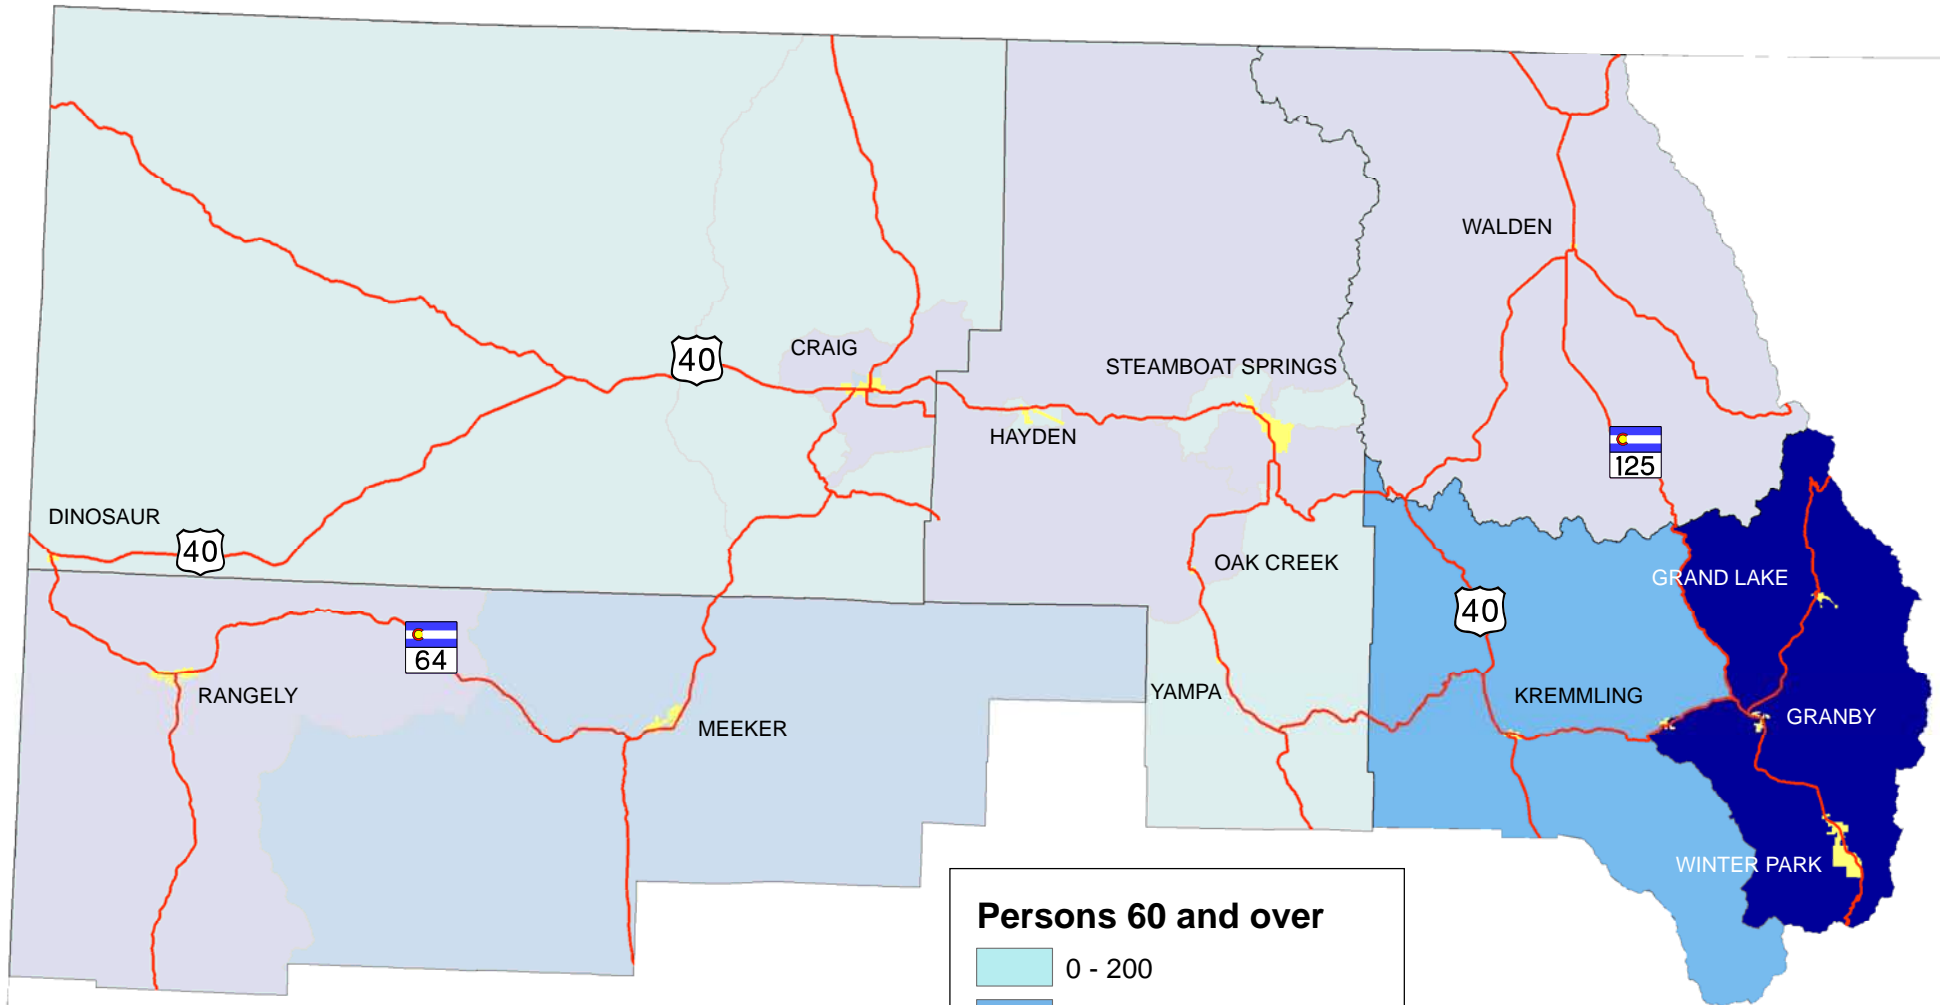 WALDEN
40
CRAIG
STEAMBOAT SPRINGS
HAYDEN
125
DINOSAUR
40
OAK CREEK
GRAND LAKE
40
64
RANGELY
YAMPA
KREMMLING
MEEKER
GRANBY
WINTER PARK
Persons 60 and over
0 - 200